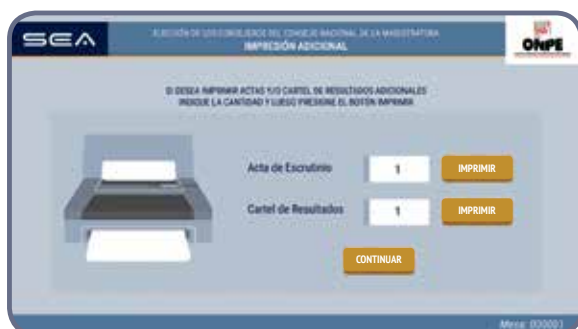 SEA
ELECCIÓN DE LOS CONSEJEROS DEL CONSEJO NACIONAL DE LA MAGISTRATURA
IMPRESIÓN ADICIONAL
ONPE
SI DESEA IMPRIMIR ACTAS Y/O CARTEL DE RESULTADOS ADICIONALES
INDIQUE LA CANTIDAD Y LUEGO PRESIONE EL BOTÓN IMPRIMIR
Acta de Escrutinio 1 IMPRIMIR
Cartel de Resultados 1 IMPRIMIR
CONTINUAR
Mesa: 000003